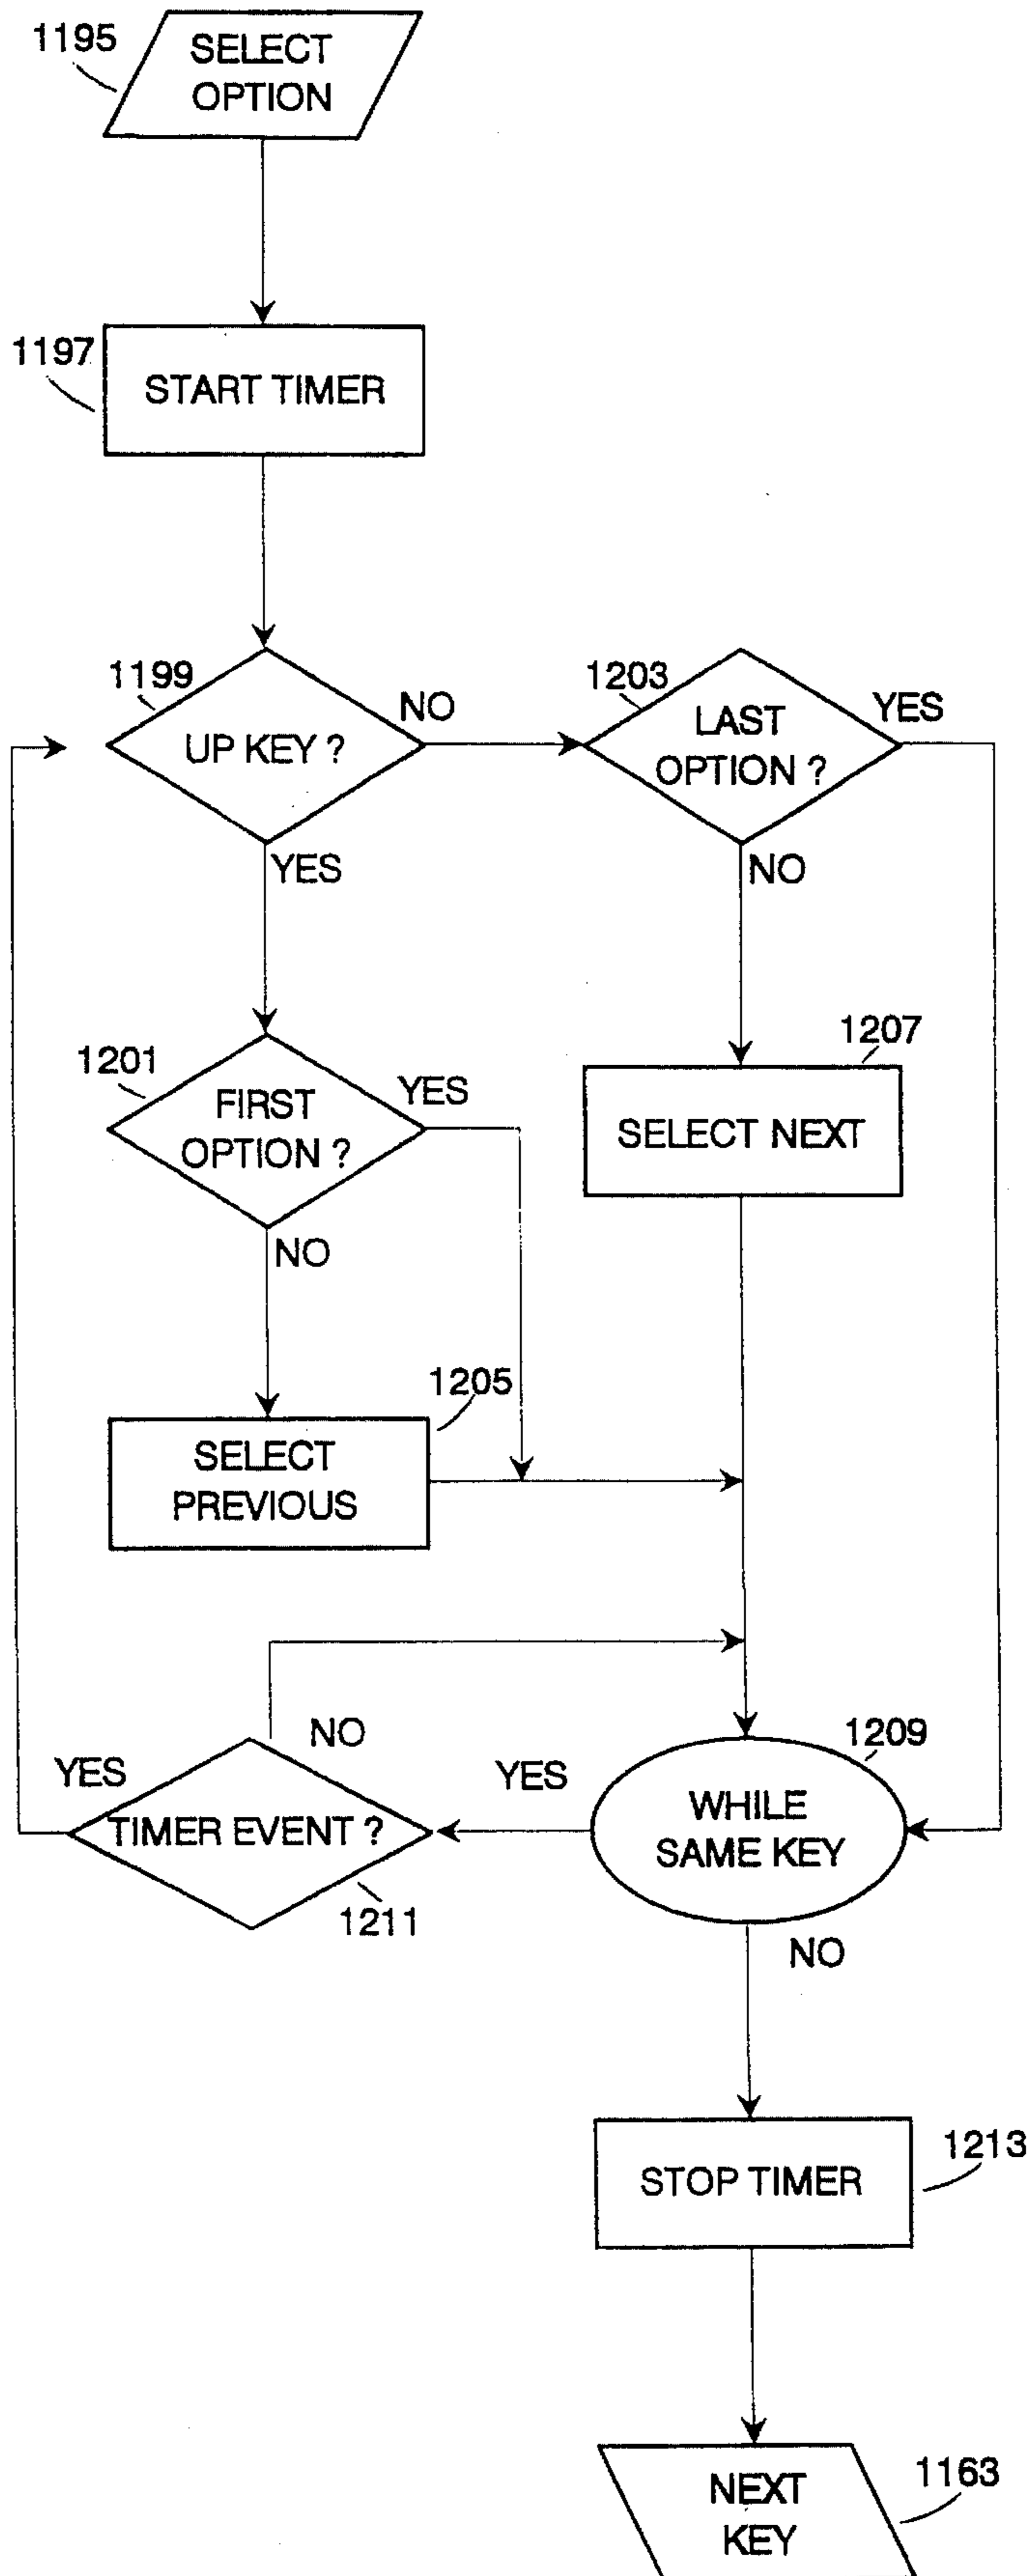 1195
SELECT
OPTION
1197
START TIMER
1199
UP KEY ?
NO
YES
1203
LAST
OPTION ?
YES
NO
1201
FIRST
OPTION ?
YES
NO
1207
SELECT NEXT
1205
SELECT
PREVIOUS
NO
YES
TIMER EVENT ?
1211
YES
1209
WHILE
SAME KEY
NO
1213
STOP TIMER
1163
NEXT
KEY